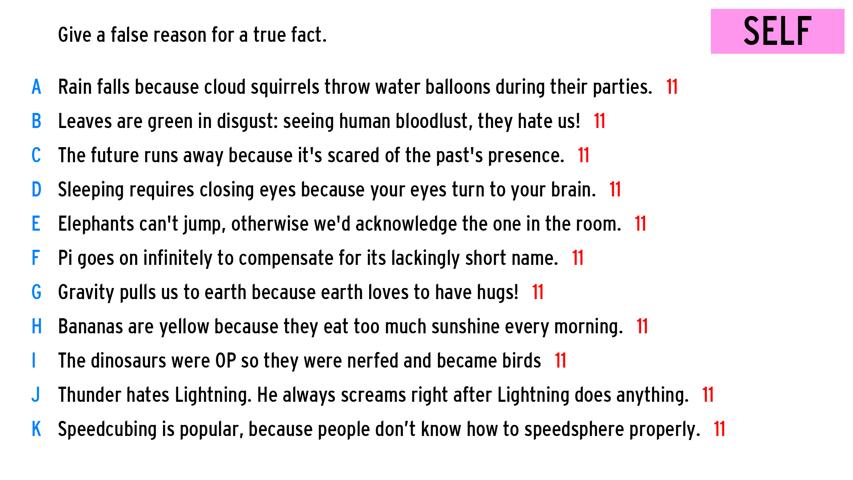 Give a false reason for a true fact.
SELF
A Rain falls because cloud squirrels throw water balloons during their parties. 11
B Leaves are green in disgust: seeing human bloodlust, they hate us! 11
C The future runs away because it's scared of the past's presence. 11
D Sleeping requires closing eyes because your eyes turn to your brain. 11
E Elephants can't jump, otherwise we'd acknowledge the one in the room. 11
F Pi goes on infinitely to compensate for its lackingly short name. 11
G Gravity pulls us to earth because earth loves to have hugs! 11
H Bananas are yellow because they eat too much sunshine every morning. 11
I The dinosaurs were OP so they were nerfed and became birds 11
J Thunder hates Lightning. He always screams right after Lightning does anything. 11
K Speedcubing is popular, because people don’t know how to speedsphere properly. 11